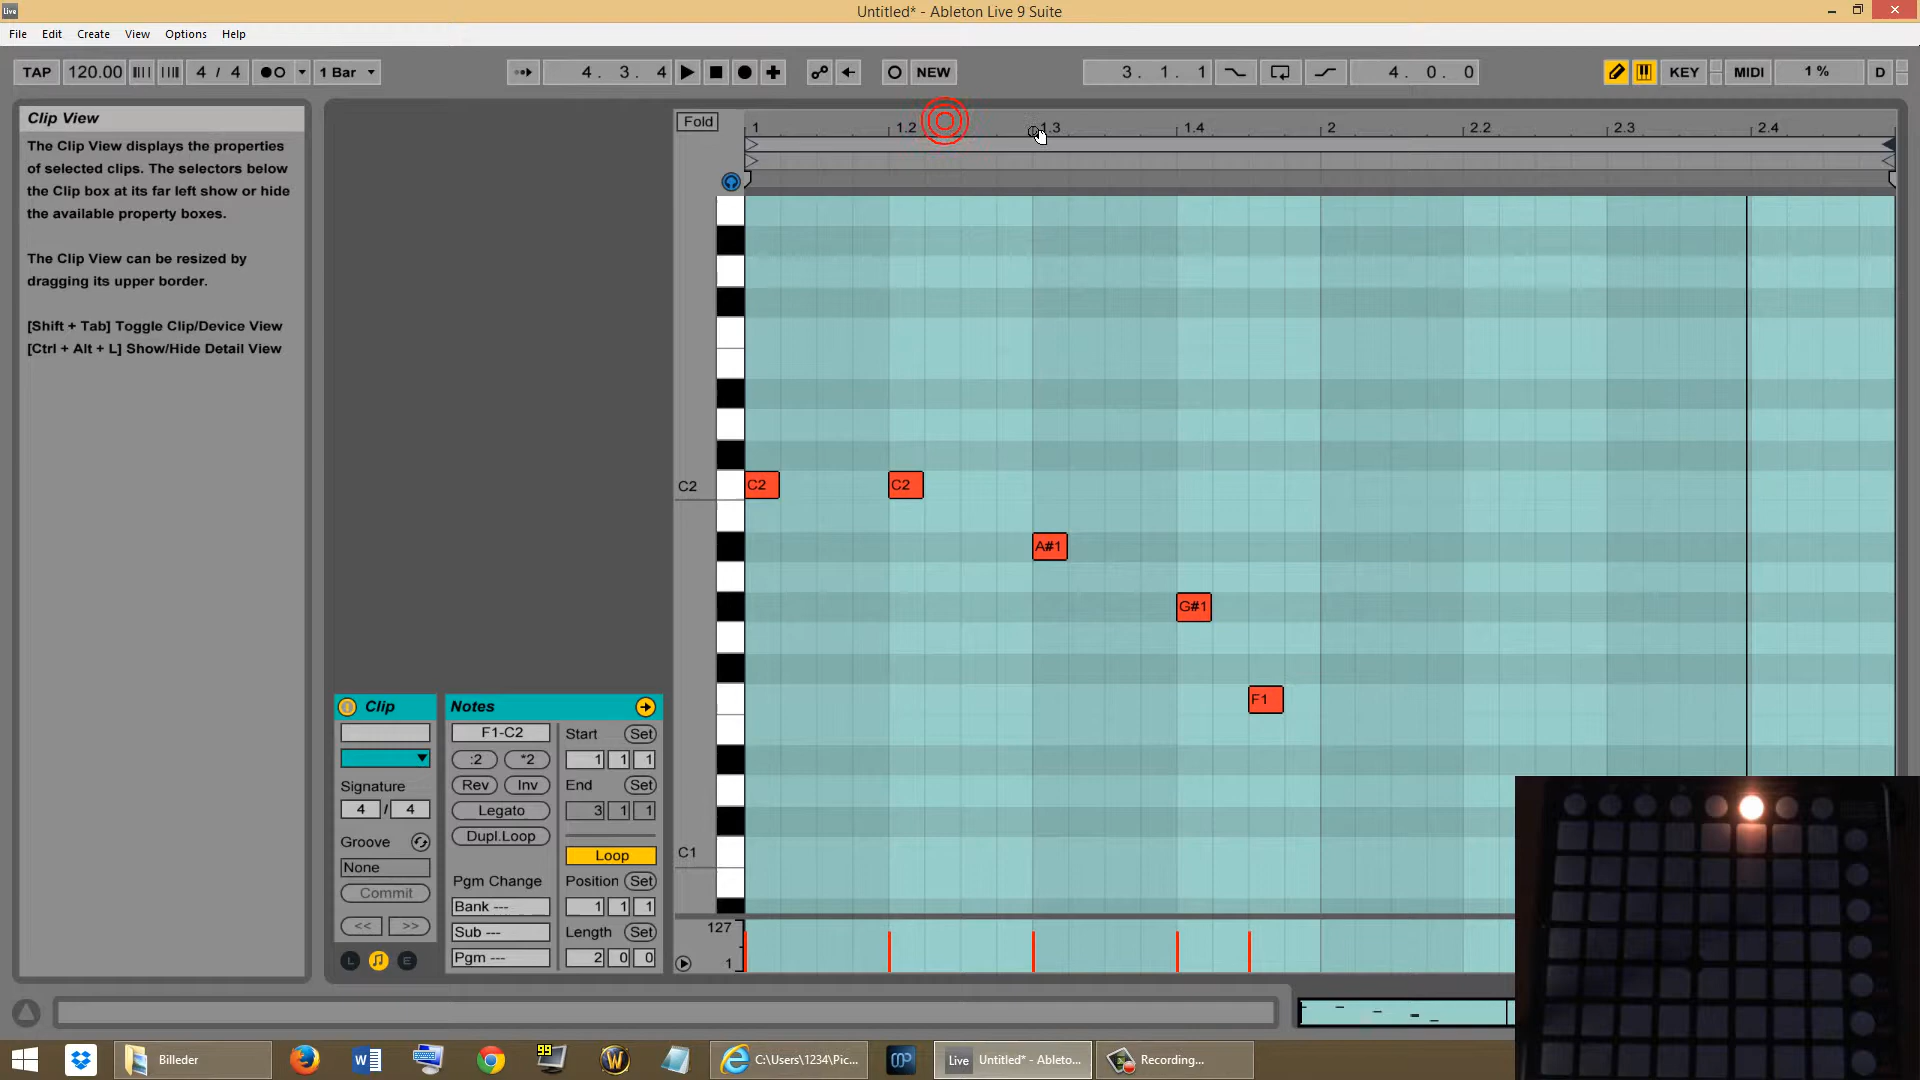 Live
Untitled* - Ableton Live 9 Suite
File Edit Create View Options Help
TAP 120.00 4 / 4 1 Bar 4. 3. 4 NEW 3. 1. 1 4. 0. 0 KEY MIDI 1 % D
Clip View
The Clip View displays the properties
of selected clips. The selectors below
the Clip box at its far left show or hide
the available property boxes.
The Clip View can be resized by
dragging its upper border.
[Shift + Tab] Toggle Clip/Device View
[Ctrl + Alt + L] Show/Hide Detail View
Fold 1 1.2 1.3 1.4 2 2.2 2.3 2.4
C2 C2 C2
A#1
G#1
F1
C1
127
1
Clip
Signature
4 / 4
Groove
None
Commit
<< >>
L E
Notes
F1-C2
:2 *2
Rev Inv
Legato
Dupl.Loop
Pgm Change
Bank ---
Sub ---
Pgm ---
Start Set
1 1 1
End Set
3 1 1
Loop
Position Set
1 1 1
Length Set
2 0 0
Billeder
99
C:\Users\1234\Pic...
Live Untitled* - Ableto...
Recording...